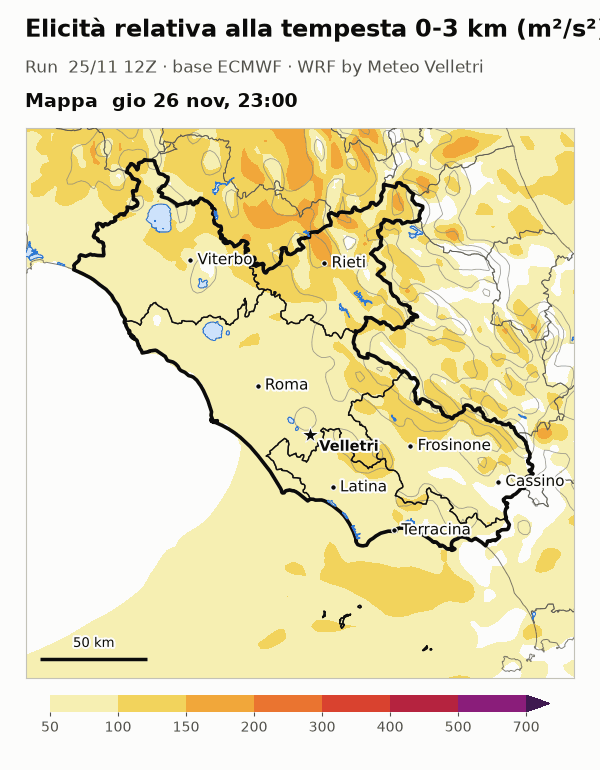 Elicità relativa alla tempesta 0-3 km (m²/s²)
Run 25/11 12Z · base ECMWF · WRF by Meteo Velletri
Mappa gio 26 nov, 23:00
Viterbo
Rieti
Roma
Velletri
Frosinone
Latina
Cassino
Terracina
50 km
50 100 150 200 300 400 500 700